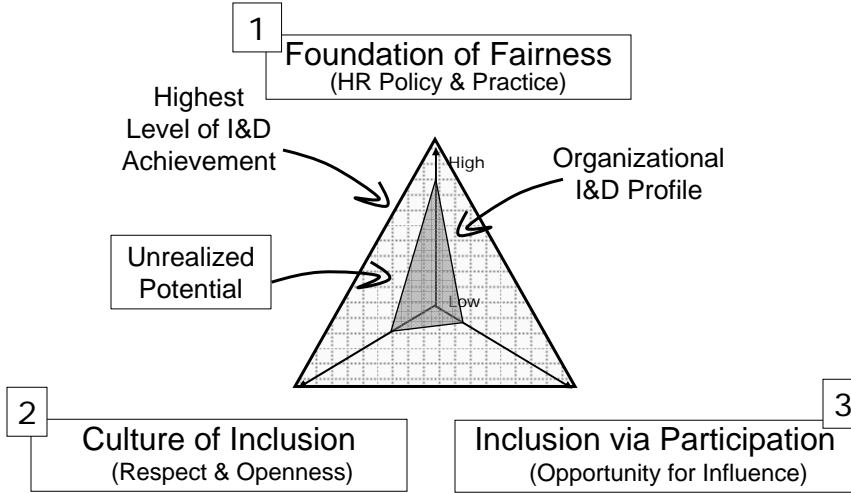 1
Foundation of Fairness
(HR Policy & Practice)
Highest
Level of I&D
Achievement
High
Organizational
I&D Profile
Unrealized
Potential
Low
2
Culture of Inclusion
(Respect & Openness)
3
Inclusion via Participation
(Opportunity for Influence)